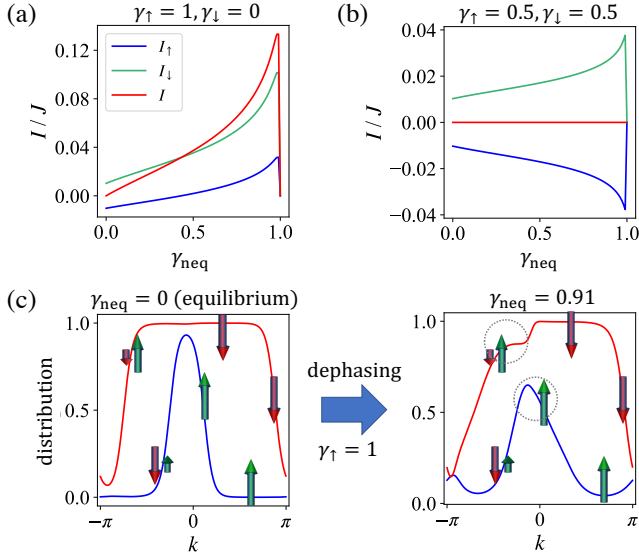 (a)
γ↑ = 1, γ↓ = 0
I / J
0.12
0.08
0.04
0.00
I↑
I↓
I
0.0
0.5
1.0
γneq
(b)
γ↑ = 0.5, γ↓ = 0.5
I / J
0.04
0.02
0.00
−0.02
−0.04
0.0
0.5
1.0
γneq
(c)
γneq = 0 (equilibrium)
distribution
1.0
0.5
0.0
−π
0
π
k
dephasing
γ↑ = 1
γneq = 0.91
1.0
0.5
0.0
−π
0
π
k